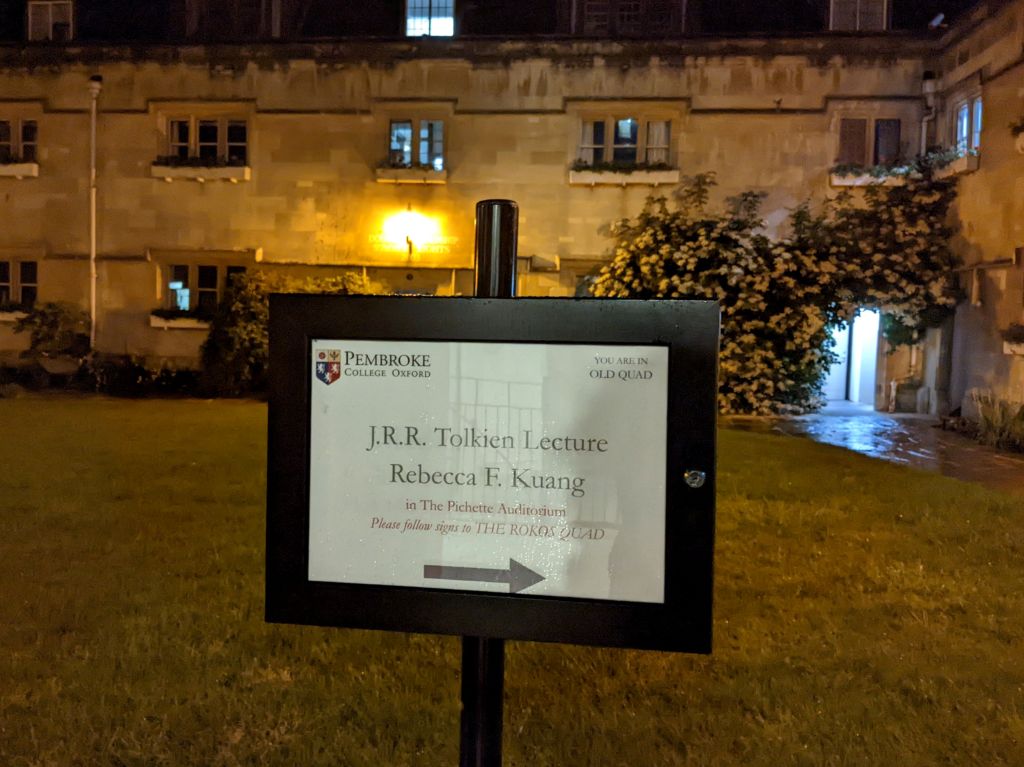 PEMBROKE
COLLEGE OXFORD
YOU ARE IN
OLD QUAD
J.R.R. Tolkien Lecture
Rebecca F. Kuang
in The Pichette Auditorium
Please follow signs to THE ROKOS QUAD